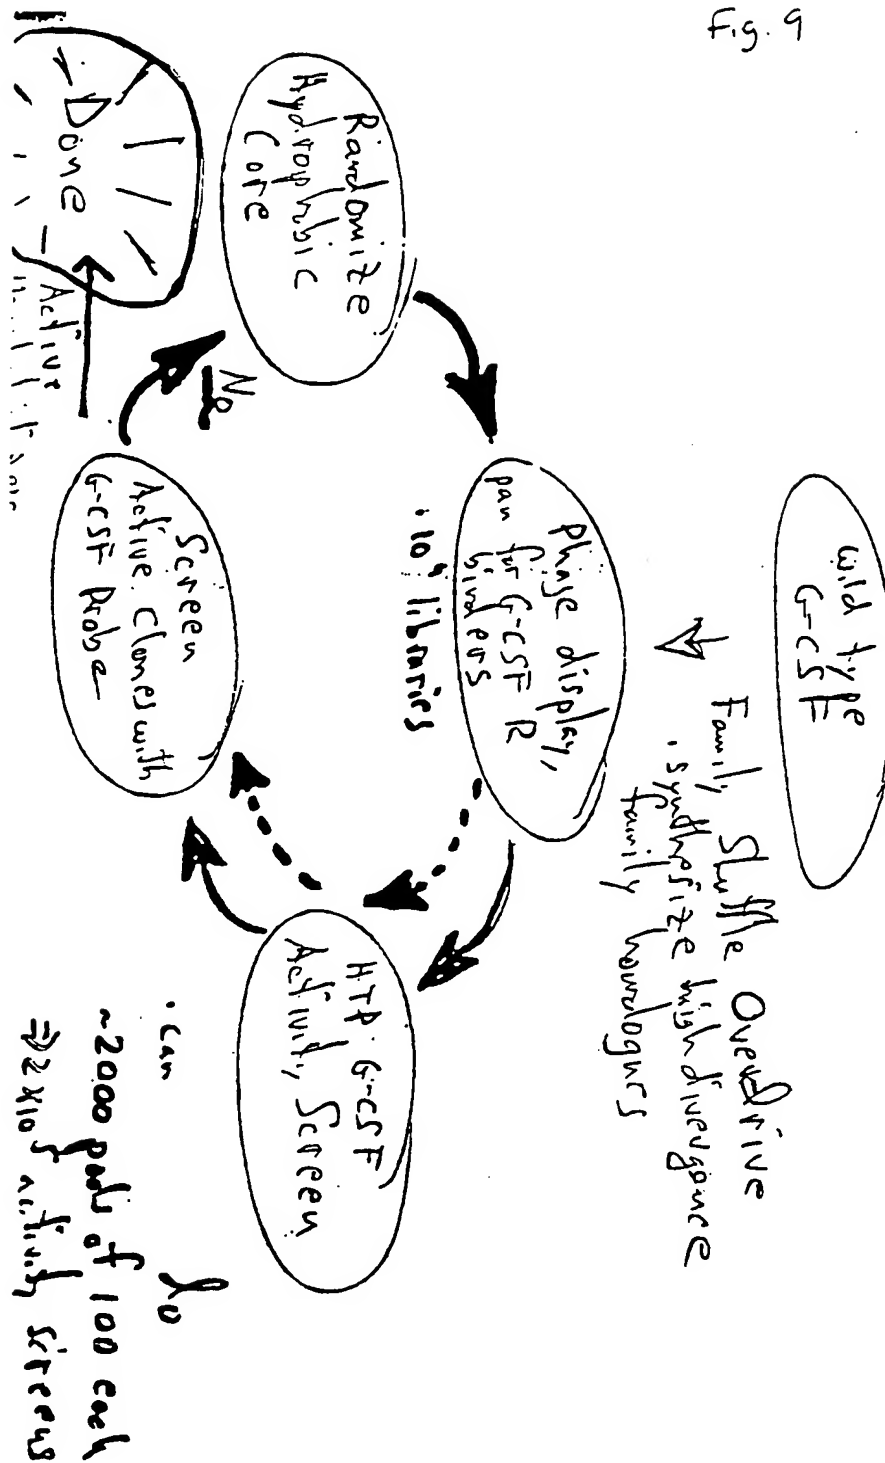 Fig. 9
wild type
G-CSF
Family Shuffle OverDrive
. synthesize high divergence
family homologues
Phage display,
pan for G-CSF R
binders
libraries
HTP G-CSF
Activity Screen
. can do
~2000 pools of 100 each
⇒ 2x10⁵ activity screens
Screen
Active Clones with
G-CSF Probe
No
Randomize
Hydrophobic
Core
Active
Done